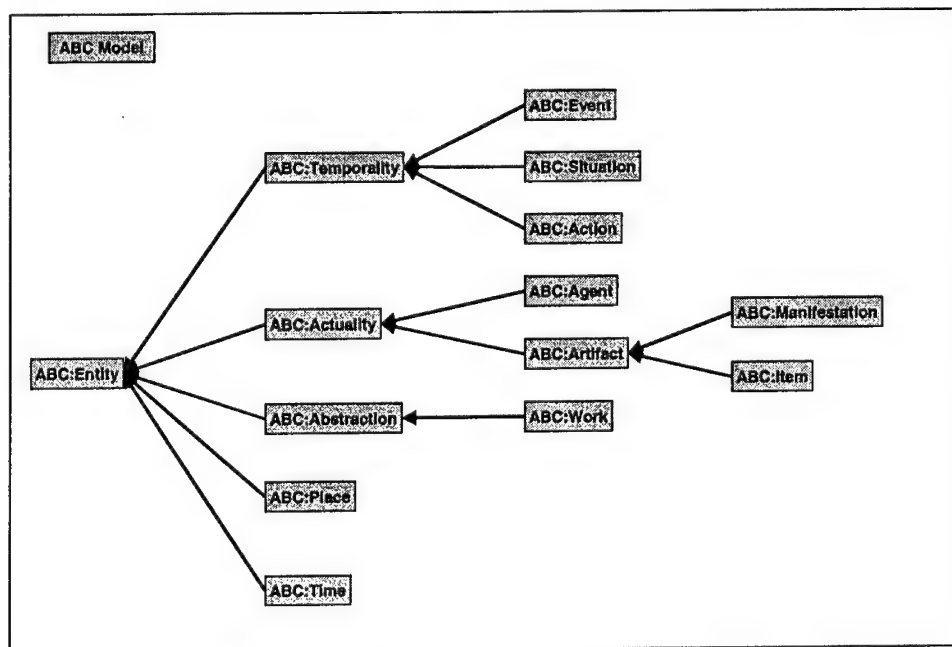 ABC Model
ABC:Event
ABC:Temporality
ABC:Situation
ABC:Action
ABC:Agent
ABC:Manifestation
ABC:Actuality
ABC:Artifact
ABC:Entity
ABC:Item
ABC:Abstraction
ABC:Work
ABC:Place
ABC:Time